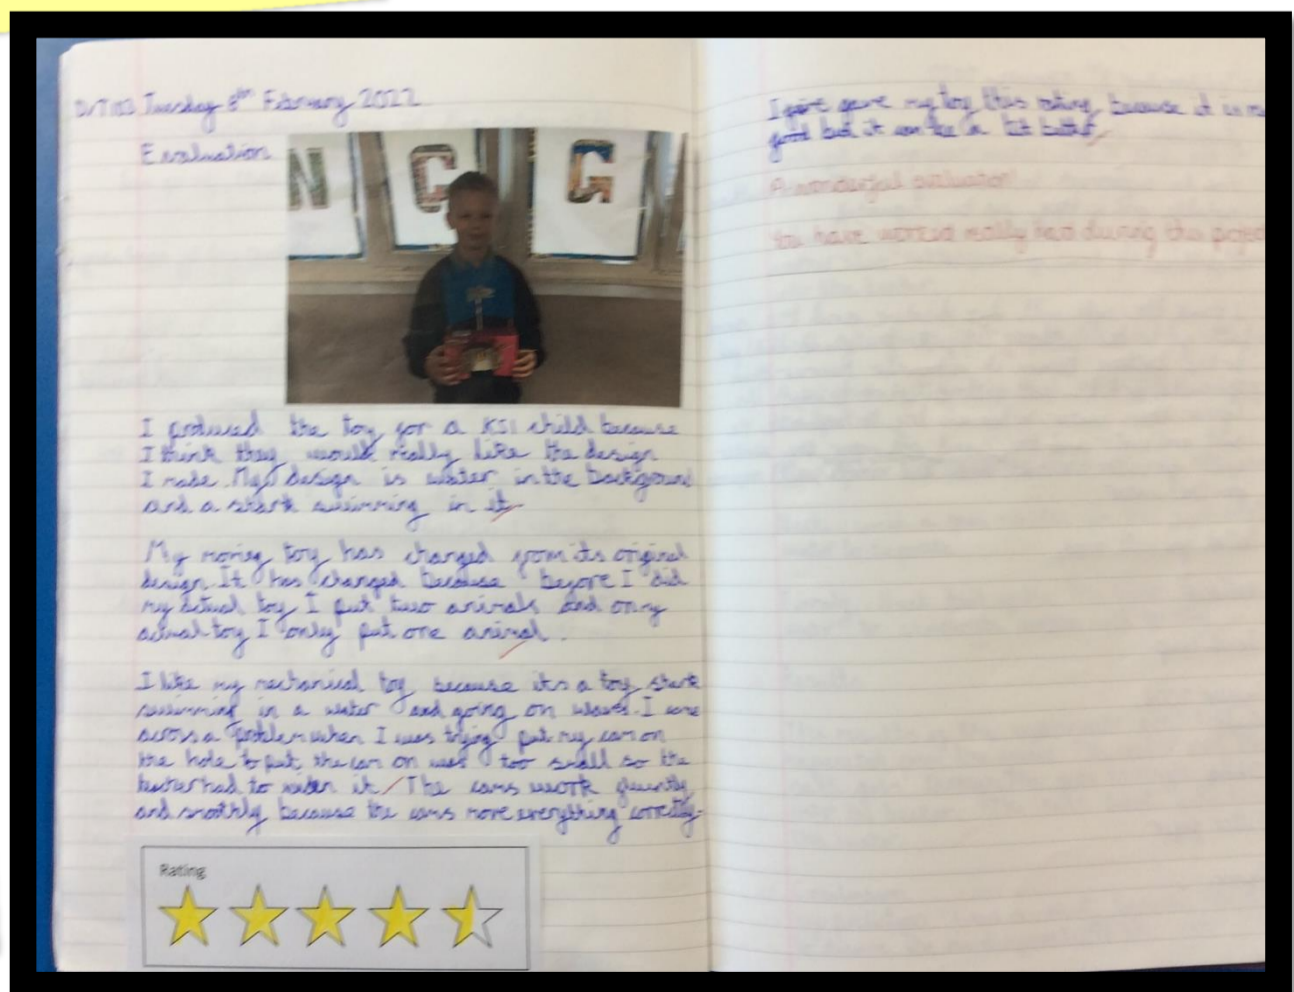 Tuesday 8th February 2022
Evaluation
N C G
I produced the toy for a KS1 child because
I think they would really like the design
I made. My design is water in the background
and a shark swimming in it
My moving toy has changed from its original
design. It has changed because before I did
my actual toy I put two animals and on my
actual toy I only put one animal.
I like my mechanical toy because its a toy shark
swimming in a water and going on waves. I came
across a problem when I was trying put my cam on
the hole to put the cam on was too small so the
teacher had to widen it. The cams work fluently
and smothly because the cams move everything correctly.
Rating
I gave my toy this rating because it is
good but it can be a bit better
A wonderful evaluation!
You have worked really hard during this project